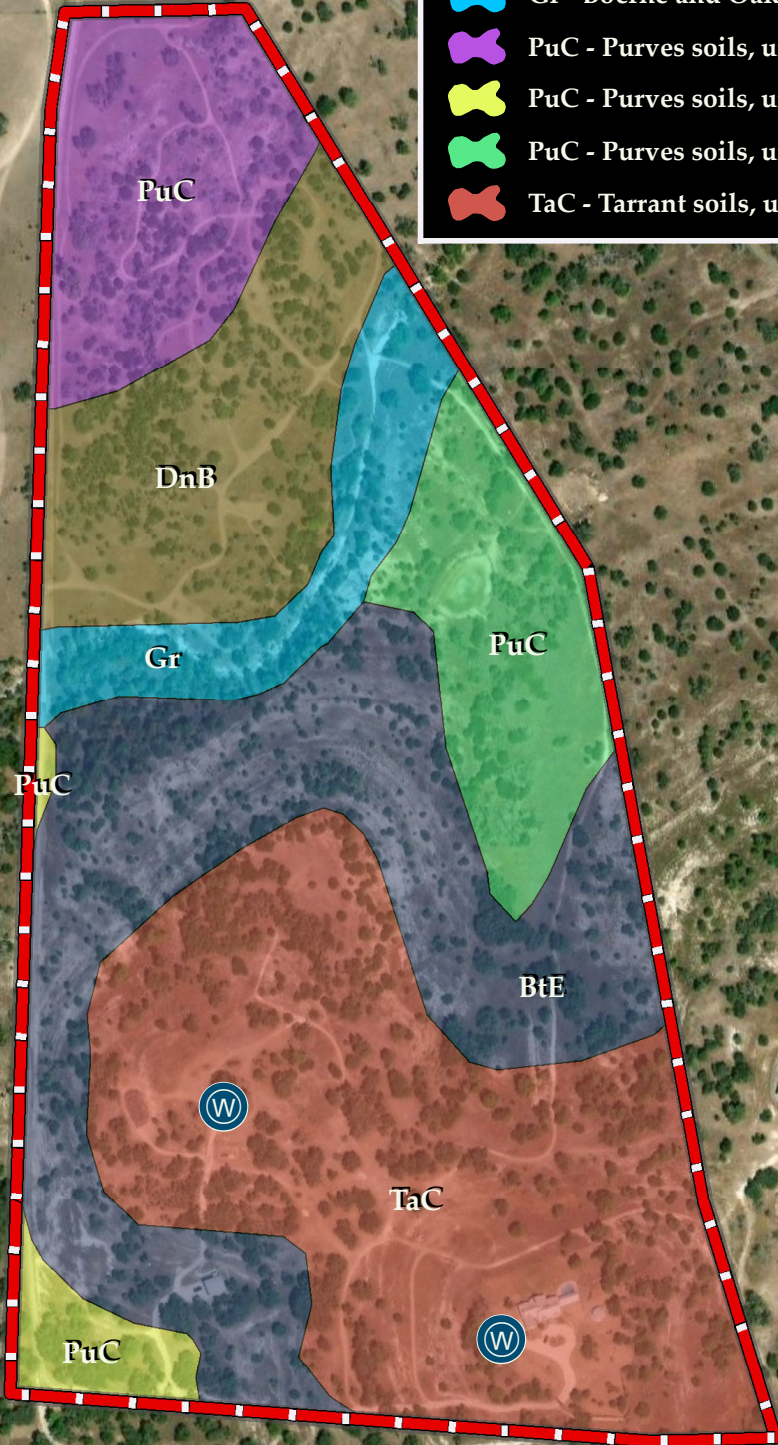 PuC - Purves soils, u
PuC - Purves soils, u
PuC - Purves soils, u
TaC - Tarrant soils, u
PuC
DnB
PuC
Gr
PuC
BtE
W
TaC
W
PuC